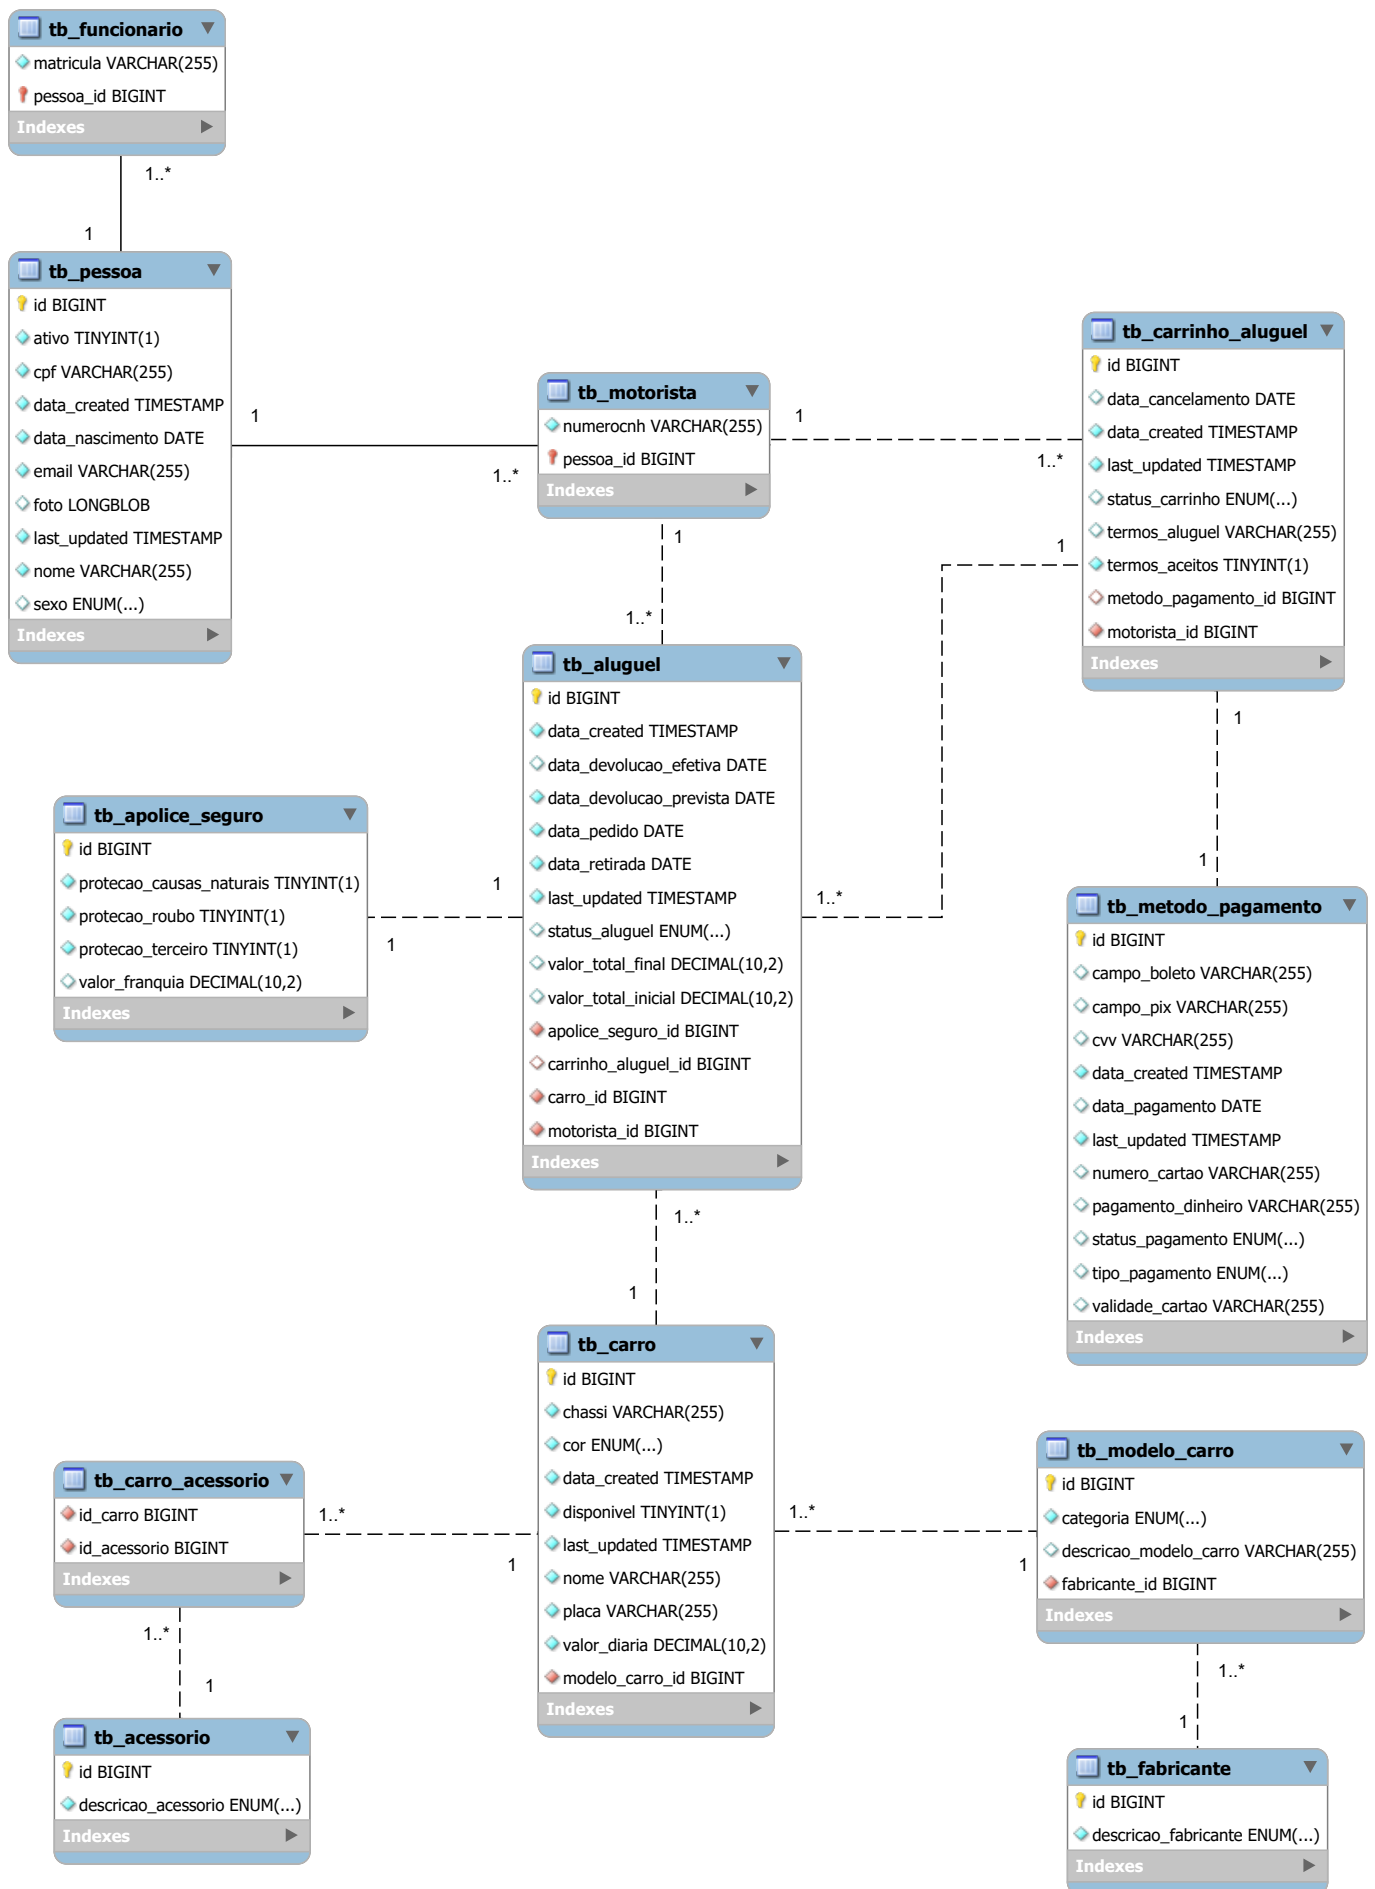 tb_funcionario
matricula VARCHAR(255)
pessoa_id BIGINT
Indexes
1..*
1
tb_pessoa
id BIGINT
ativo TINYINT(1)
cpf VARCHAR(255)
data_created TIMESTAMP
data_nascimento DATE
email VARCHAR(255)
foto LONGBLOB
last_updated TIMESTAMP
nome VARCHAR(255)
sexo ENUM(...)
Indexes
1
1..*
tb_motorista
numerocnh VARCHAR(255)
pessoa_id BIGINT
Indexes
1
1..*
tb_carrinho_aluguel
id BIGINT
data_cancelamento DATE
data_created TIMESTAMP
last_updated TIMESTAMP
status_carrinho ENUM(...)
termos_aluguel VARCHAR(255)
termos_aceitos TINYINT(1)
metodo_pagamento_id BIGINT
motorista_id BIGINT
Indexes
1
1..*
1
1..*
tb_aluguel
id BIGINT
data_created TIMESTAMP
data_devolucao_efetiva DATE
data_devolucao_prevista DATE
data_pedido DATE
data_retirada DATE
last_updated TIMESTAMP
status_aluguel ENUM(...)
valor_total_final DECIMAL(10,2)
valor_total_inicial DECIMAL(10,2)
apolice_seguro_id BIGINT
carrinho_aluguel_id BIGINT
carro_id BIGINT
motorista_id BIGINT
Indexes
tb_apolice_seguro
id BIGINT
protecao_causas_naturais TINYINT(1)
protecao_roubo TINYINT(1)
protecao_terceiro TINYINT(1)
valor_franquia DECIMAL(10,2)
Indexes
1
1
1
1
tb_metodo_pagamento
id BIGINT
campo_boleto VARCHAR(255)
campo_pix VARCHAR(255)
cvv VARCHAR(255)
data_created TIMESTAMP
data_pagamento DATE
last_updated TIMESTAMP
numero_cartao VARCHAR(255)
pagamento_dinheiro VARCHAR(255)
status_pagamento ENUM(...)
tipo_pagamento ENUM(...)
validade_cartao VARCHAR(255)
Indexes
1..*
1
tb_carro
id BIGINT
chassi VARCHAR(255)
cor ENUM(...)
data_created TIMESTAMP
disponivel TINYINT(1)
last_updated TIMESTAMP
nome VARCHAR(255)
placa VARCHAR(255)
valor_diaria DECIMAL(10,2)
modelo_carro_id BIGINT
Indexes
tb_carro_acessorio
id_carro BIGINT
id_acessorio BIGINT
Indexes
1..*
1
1..*
1
tb_acessorio
id BIGINT
descricao_acessorio ENUM(...)
Indexes
1..*
1
tb_modelo_carro
id BIGINT
categoria ENUM(...)
descricao_modelo_carro VARCHAR(255)
fabricante_id BIGINT
Indexes
1..*
1
tb_fabricante
id BIGINT
descricao_fabricante ENUM(...)
Indexes